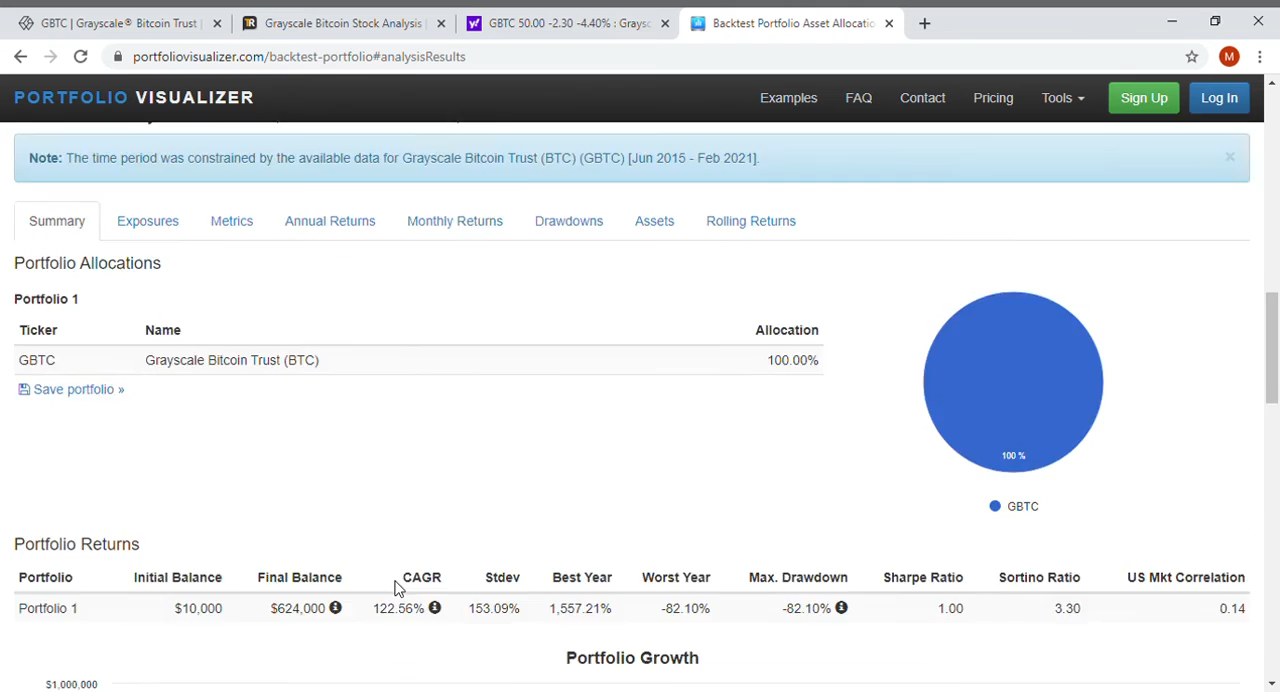 GBTC | Grayscale® Bitcoin Trust
Grayscale Bitcoin Stock Analysis
GBTC 50.00 -2.30 -4.40% : Graysc
Backtest Portfolio Asset Allocatio
portfoliovisualizer.com/backtest-portfolio#analysisResults
M
PORTFOLIO VISUALIZER
Examples
FAQ
Contact
Pricing
Tools
Sign Up
Log In
Note: The time period was constrained by the available data for Grayscale Bitcoin Trust (BTC) (GBTC) [Jun 2015 - Feb 2021].
Summary
Exposures
Metrics
Annual Returns
Monthly Returns
Drawdowns
Assets
Rolling Returns
Portfolio Allocations
Portfolio 1
Ticker Name Allocation
GBTC Grayscale Bitcoin Trust (BTC) 100.00%
Save portfolio »
100 %
GBTC
Portfolio Returns
Portfolio Initial Balance Final Balance CAGR Stdev Best Year Worst Year Max. Drawdown Sharpe Ratio Sortino Ratio US Mkt Correlation
Portfolio 1 $10,000 $624,000 122.56% 153.09% 1,557.21% -82.10% -82.10% 1.00 3.30 0.14
Portfolio Growth
$1,000,000